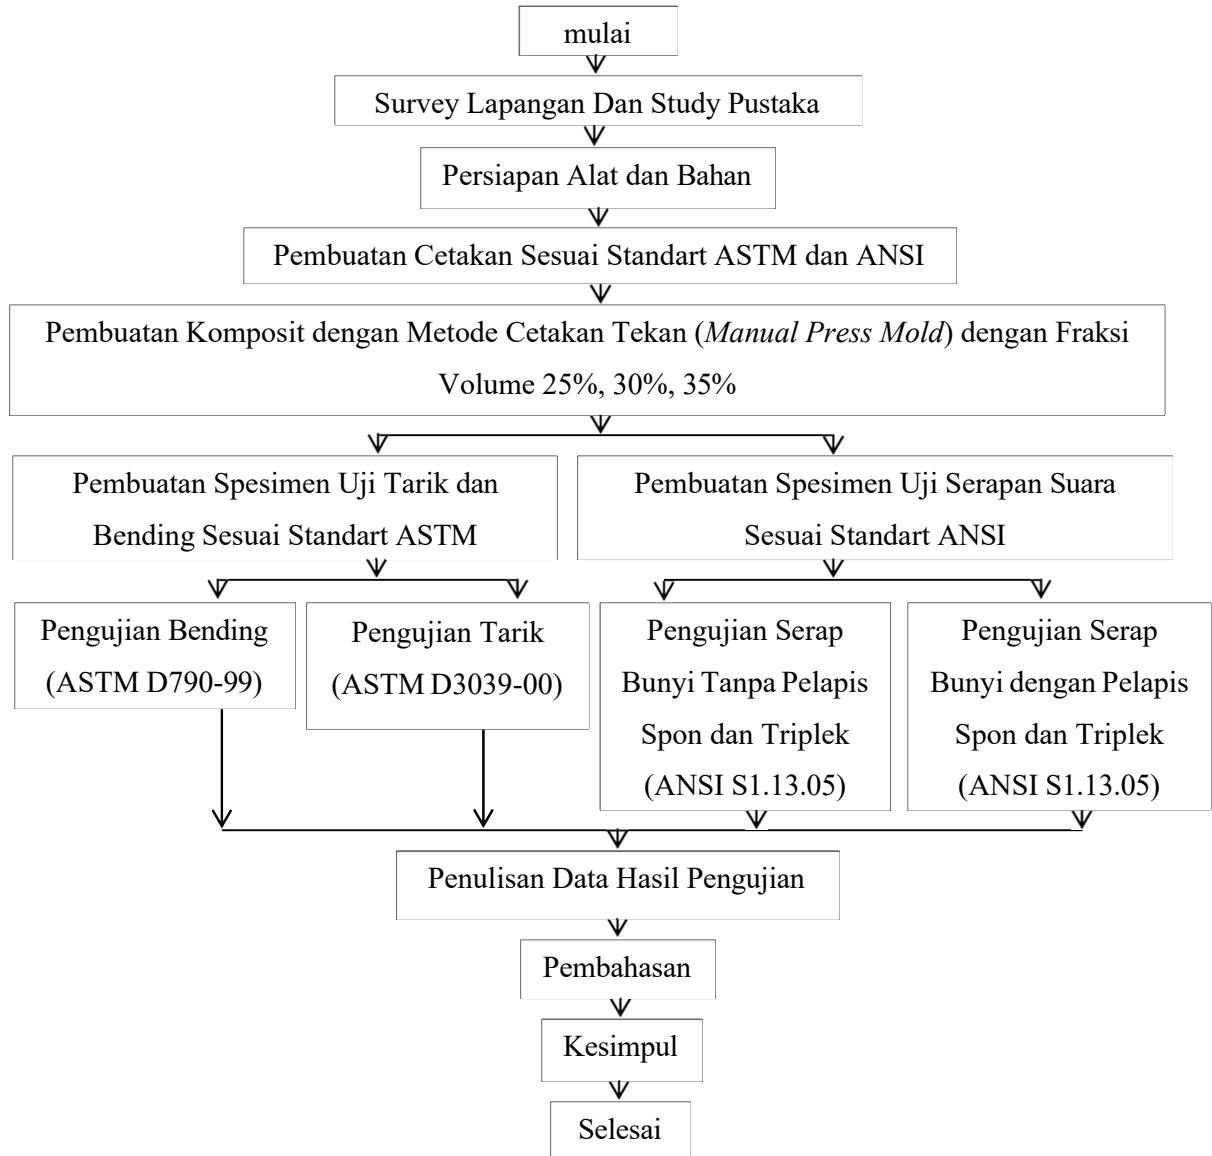 mulai
Survey Lapangan Dan Study Pustaka
Persiapan Alat dan Bahan
Pembuatan Cetakan Sesuai Standart ASTM dan ANSI
Pembuatan Komposit dengan Metode Cetakan Tekan (Manual Press Mold) dengan Fraksi
Volume 25%, 30%, 35%
Pembuatan Spesimen Uji Tarik dan
Bending Sesuai Standart ASTM
Pembuatan Spesimen Uji Serapan Suara
Sesuai Standart ANSI
Pengujian Bending
(ASTM D790-99)
Pengujian Tarik
(ASTM D3039-00)
Pengujian Serap
Bunyi Tanpa Pelapis
Spon dan Triplek
(ANSI S1.13.05)
Pengujian Serap
Bunyi dengan Pelapis
Spon dan Triplek
(ANSI S1.13.05)
Penulisan Data Hasil Pengujian
Pembahasan
Kesimpul
Selesai